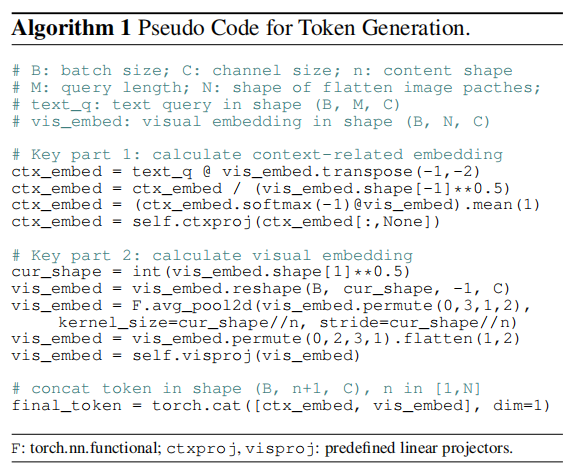 Algorithm 1 Pseudo Code for Token Generation.
# B: batch size; C: channel size; n: content shape
# M: query length; N: shape of flatten image pacthes;
# text_q: text query in shape (B, M, C)
# vis_embed: visual embedding in shape (B, N, C)
# Key part 1: calculate context-related embedding
ctx_embed = text_q @ vis_embed.transpose(-1,-2)
ctx_embed = ctx_embed / (vis_embed.shape[-1]**0.5)
ctx_embed = (ctx_embed.softmax(-1)@vis_embed).mean(1)
ctx_embed = self.ctxproj(ctx_embed[:,None])
# Key part 2: calculate visual embedding
cur_shape = int(vis_embed.shape[1]**0.5)
vis_embed = vis_embed.reshape(B, cur_shape, -1, C)
vis_embed = F.avg_pool2d(vis_embed.permute(0,3,1,2),
kernel_size=cur_shape//n, stride=cur_shape//n)
vis_embed = vis_embed.permute(0,2,3,1).flatten(1,2)
vis_embed = self.visproj(vis_embed)
# concat token in shape (B, n+1, C), n in [1,N]
final_token = torch.cat([ctx_embed, vis_embed], dim=1)
F: torch.nn.functional; ctxproj, visproj: predefined linear projectors.